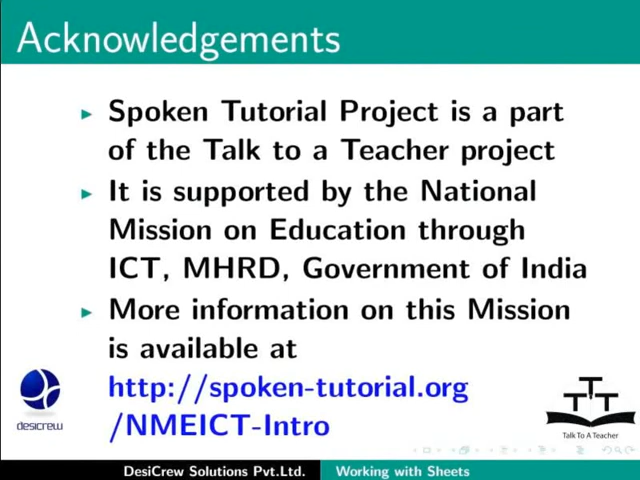 Acknowledgements
Spoken Tutorial Project is a part
of the Talk to a Teacher project
It is supported by the National
Mission on Education through
ICT, MHRD, Government of India
More information on this Mission
is available at
http://spoken-tutorial.org
/NMEICT-Intro
desicrew
T T T
Talk To A Teacher
DesiCrew Solutions Pvt.Ltd.
Working with Sheets